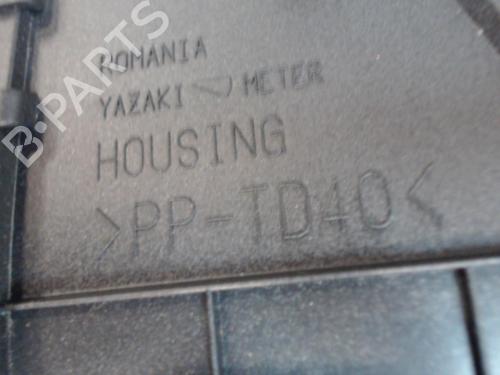 ROMANIA
YAZAKI METER
HOUSING
>PP-TD40<
B-PARTS